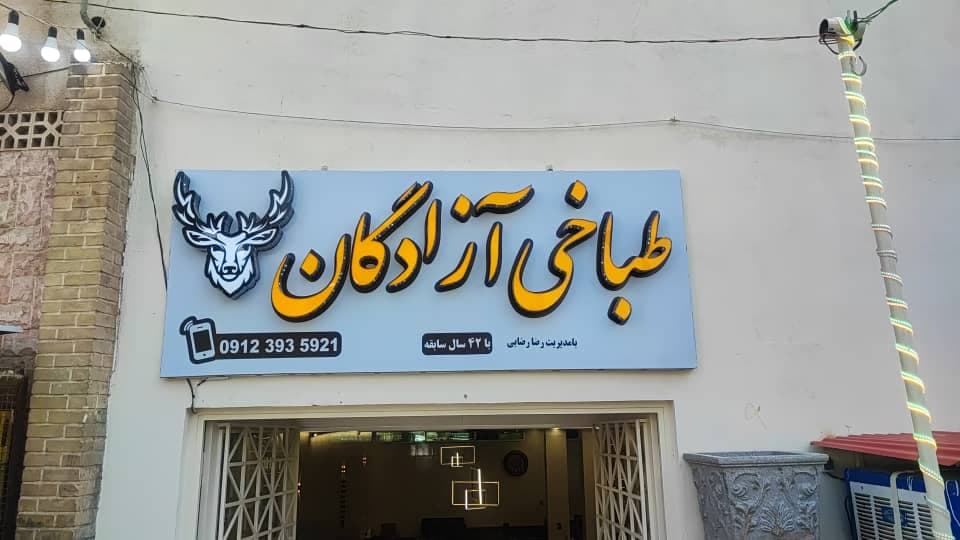 طباخی آزادگان
بامدیریت رضا رضایی
با ۴۲ سال سابقه
0912 393 5921